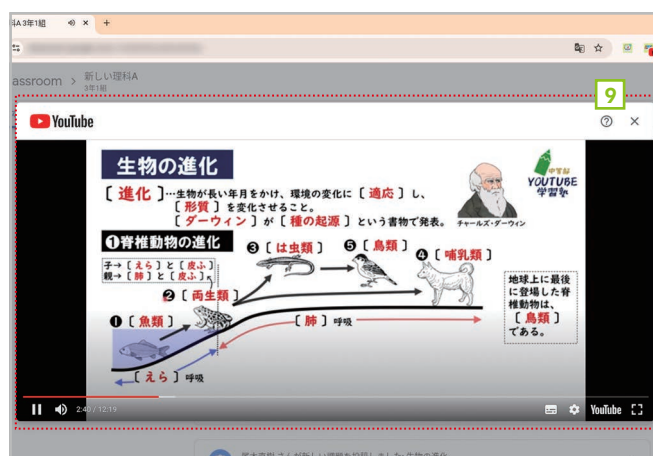 科A 3年1組
assroom > 新しい理科A
3年1組
9
YouTube
生物の進化
中学部
YOUTUBE
学習塾
[ 進化 ]…生物が長い年月をかけ、環境の変化に [ 適応 ] し、
[ 形質 ] を変化させること。
[ ダーウィン ] が [ 種の起源 ] という書物で発表。
チャールズ・ダーウィン
❶脊椎動物の進化
子→ [ えら ] と [ 皮ふ ]
親→ [ 肺 ] と [ 皮ふ ]
❸ [ は虫類 ]
❺ [ 鳥類 ]
❹ [ 哺乳類 ]
❷ [ 両生類 ]
❶ [ 魚類 ]
[ 肺 ] 呼吸
[ えら ] 呼吸
地球上に最後
に登場した脊
椎動物は、
[ 鳥類 ]
である。
2:40 / 12:19
YouTube